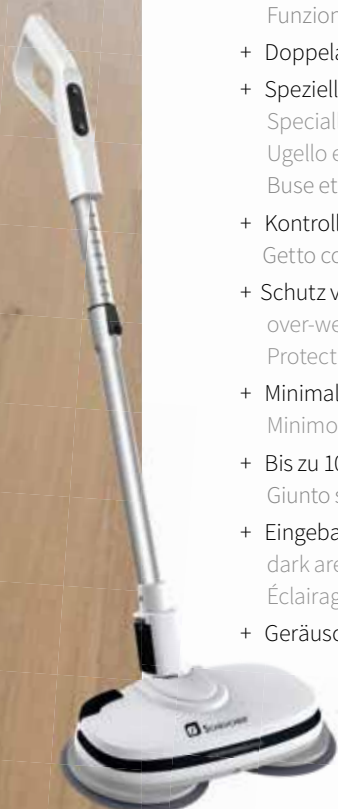 Funzion
+ Doppela
+ Speziell
Special
Ugello e
Buse et
+ Kontroll
Getto co
+ Schutz v
over-we
Protect
+ Minimal
Minimo
+ Bis zu 10
Giunto s
+ Eingeba
dark are
Éclairag
+ Geräusc